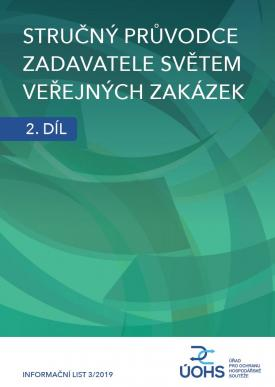 STRUČNÝ PRŮVODCE
ZADAVATELE SVĚTEM
VEŘEJNÝCH ZAKÁZEK
2. DÍL
INFORMAČNÍ LIST 3/2019
ÚOHS
ÚŘAD
PRO OCHRANU
HOSPODÁŘSKÉ
SOUTĚŽE